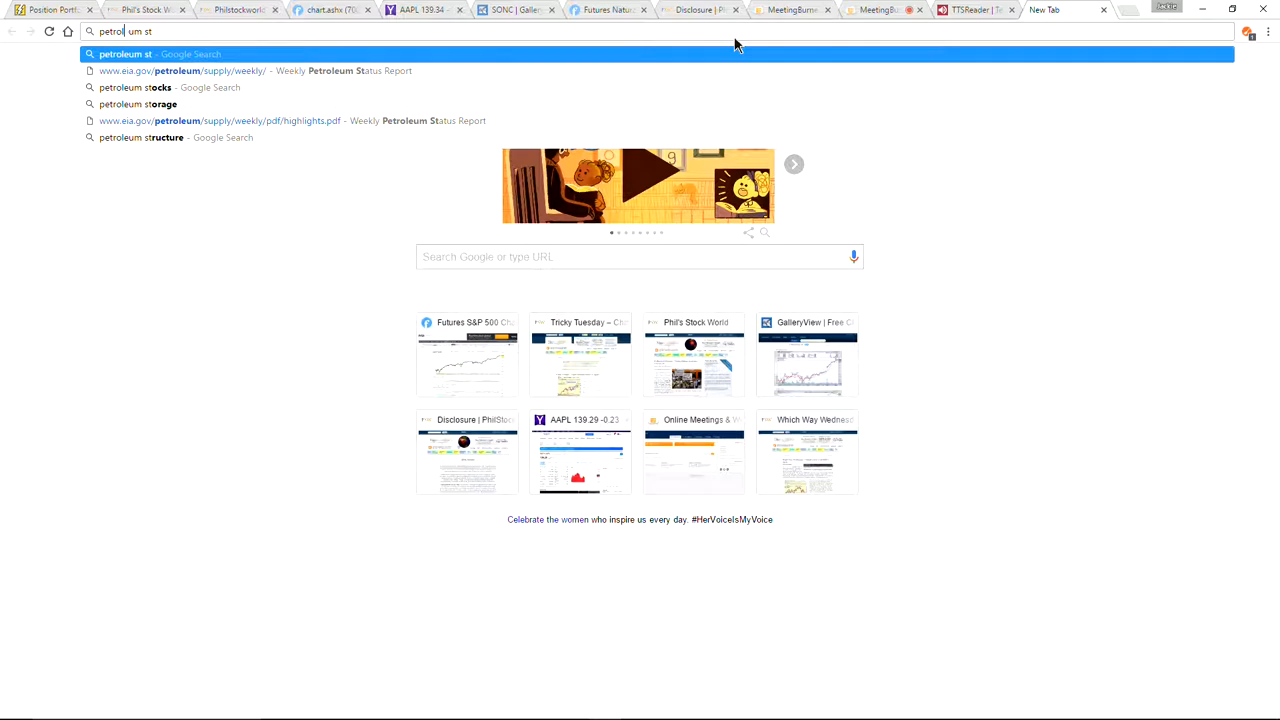 Position Portf
Phil's Stock W
Philstockworld
chart.ashx (70
AAPL 139.34 -
SONC | Galler
Futures Natur
Disclosure | Ph
MeetingBurne
MeetingBu
TTSReader | Te
New Tab
Jackie
petrol um st
petroleum st - Google Search
www.eia.gov/petroleum/supply/weekly/ - Weekly Petroleum Status Report
petroleum stocks - Google Search
petroleum storage
www.eia.gov/petroleum/supply/weekly/pdf/highlights.pdf - Weekly Petroleum Status Report
petroleum structure - Google Search
Search Google or type URL
Futures S&P 500 Cha
Tricky Tuesday – Ch
Phil's Stock World
GalleryView | Free C
Disclosure | PhilStoc
AAPL 139.29 -0.23
Online Meetings & W
Which Way Wednesd
Celebrate the women who inspire us every day. #HerVoiceIsMyVoice